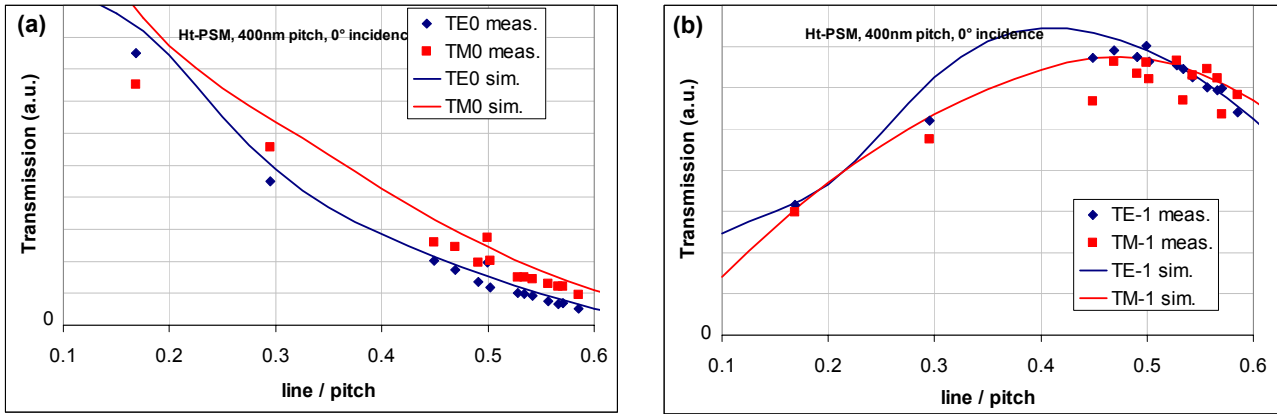 (a)
Ht-PSM, 400nm pitch, 0° incidence
TE0 meas.
TM0 meas.
TE0 sim.
TM0 sim.
Transmission (a.u.)
0
0.1 0.2 0.3 0.4 0.5 0.6
line / pitch
(b)
Ht-PSM, 400nm pitch, 0° incidence
TE-1 meas.
TM-1 meas.
TE-1 sim.
TM-1 sim.
Transmission (a.u.)
0
0.1 0.2 0.3 0.4 0.5 0.6
line / pitch